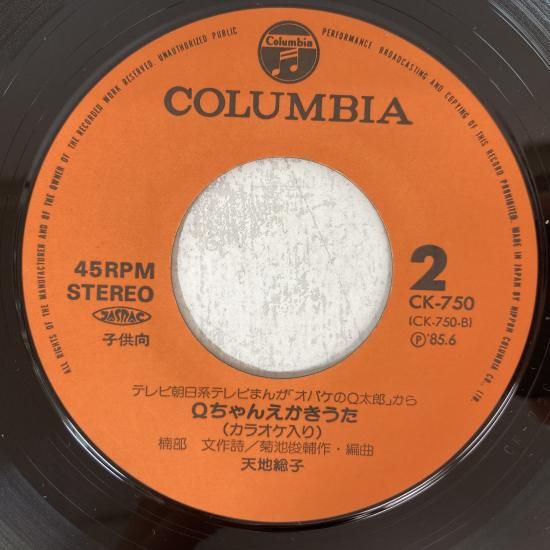 ALL RIGHTS OF THE MANUFACTURER AND OF THE OWNER OF THE RECORDED WORK RESERVED. UNAUTHORIZED PUBLIC PERFORMANCE BROADCASTING AND COPYING OF THIS RECORD PROHIBITED. MADE IN JAPAN BY NIPPON COLUMBIA CO., LTD.
Columbia
COLUMBIA
45RPM
STEREO
JASRAC
子供向
2
CK-750
(CK-750-B)
Ⓟ'85.6
テレビ朝日系テレビまんが「オバケのQ太郎」から
Qちゃんえかきうた
(カラオケ入り)
楠部 文作詩/菊池俊輔作・編曲
天地総子